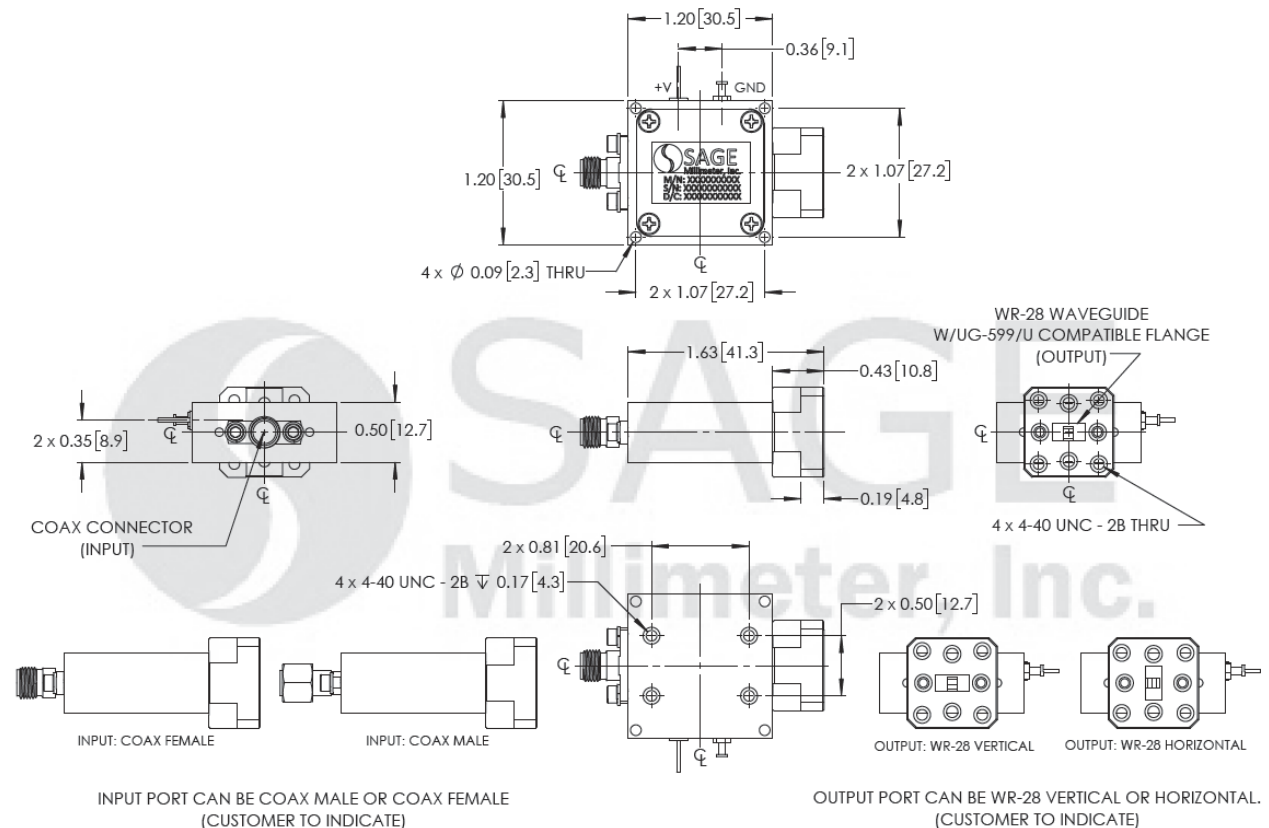 1.20 [30.5]
0.36 [9.1]
+V
GND
1.20 [30.5]
℄
SAGE
Millimeter, Inc.
M/N: XXXXXXXXXX
S/N: XXXXXXXXXXX
D/C: XXXXXXXXXXX
2 x 1.07 [27.2]
4 x Ø 0.09 [2.3] THRU
℄
2 x 1.07 [27.2]
SAGE
Millimeter, Inc.
WR-28 WAVEGUIDE
W/UG-599/U COMPATIBLE FLANGE
(OUTPUT)
1.63 [41.3]
0.43 [10.8]
2 x 0.35 [8.9]
℄
0.50 [12.7]
℄
℄
℄
℄
0.19 [4.8]
COAX CONNECTOR
(INPUT)
4 x 4-40 UNC - 2B THRU
2 x 0.81 [20.6]
4 x 4-40 UNC - 2B ↧ 0.17 [4.3]
2 x 0.50 [12.7]
℄
℄
INPUT: COAX FEMALE
INPUT: COAX MALE
OUTPUT: WR-28 VERTICAL
OUTPUT: WR-28 HORIZONTAL
INPUT PORT CAN BE COAX MALE OR COAX FEMALE
(CUSTOMER TO INDICATE)
OUTPUT PORT CAN BE WR-28 VERTICAL OR HORIZONTAL.
(CUSTOMER TO INDICATE)